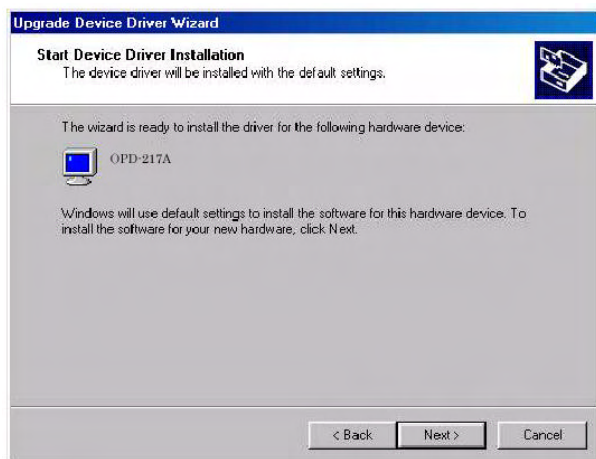 Upgrade Device Driver Wizard
Start Device Driver Installation
The device driver will be installed with the default settings.
The wizard is ready to install the driver for the following hardware device:
OPD-217A
Windows will use default settings to install the software for this hardware device. To
install the software for your new hardware, click Next.
< Back
Next >
Cancel